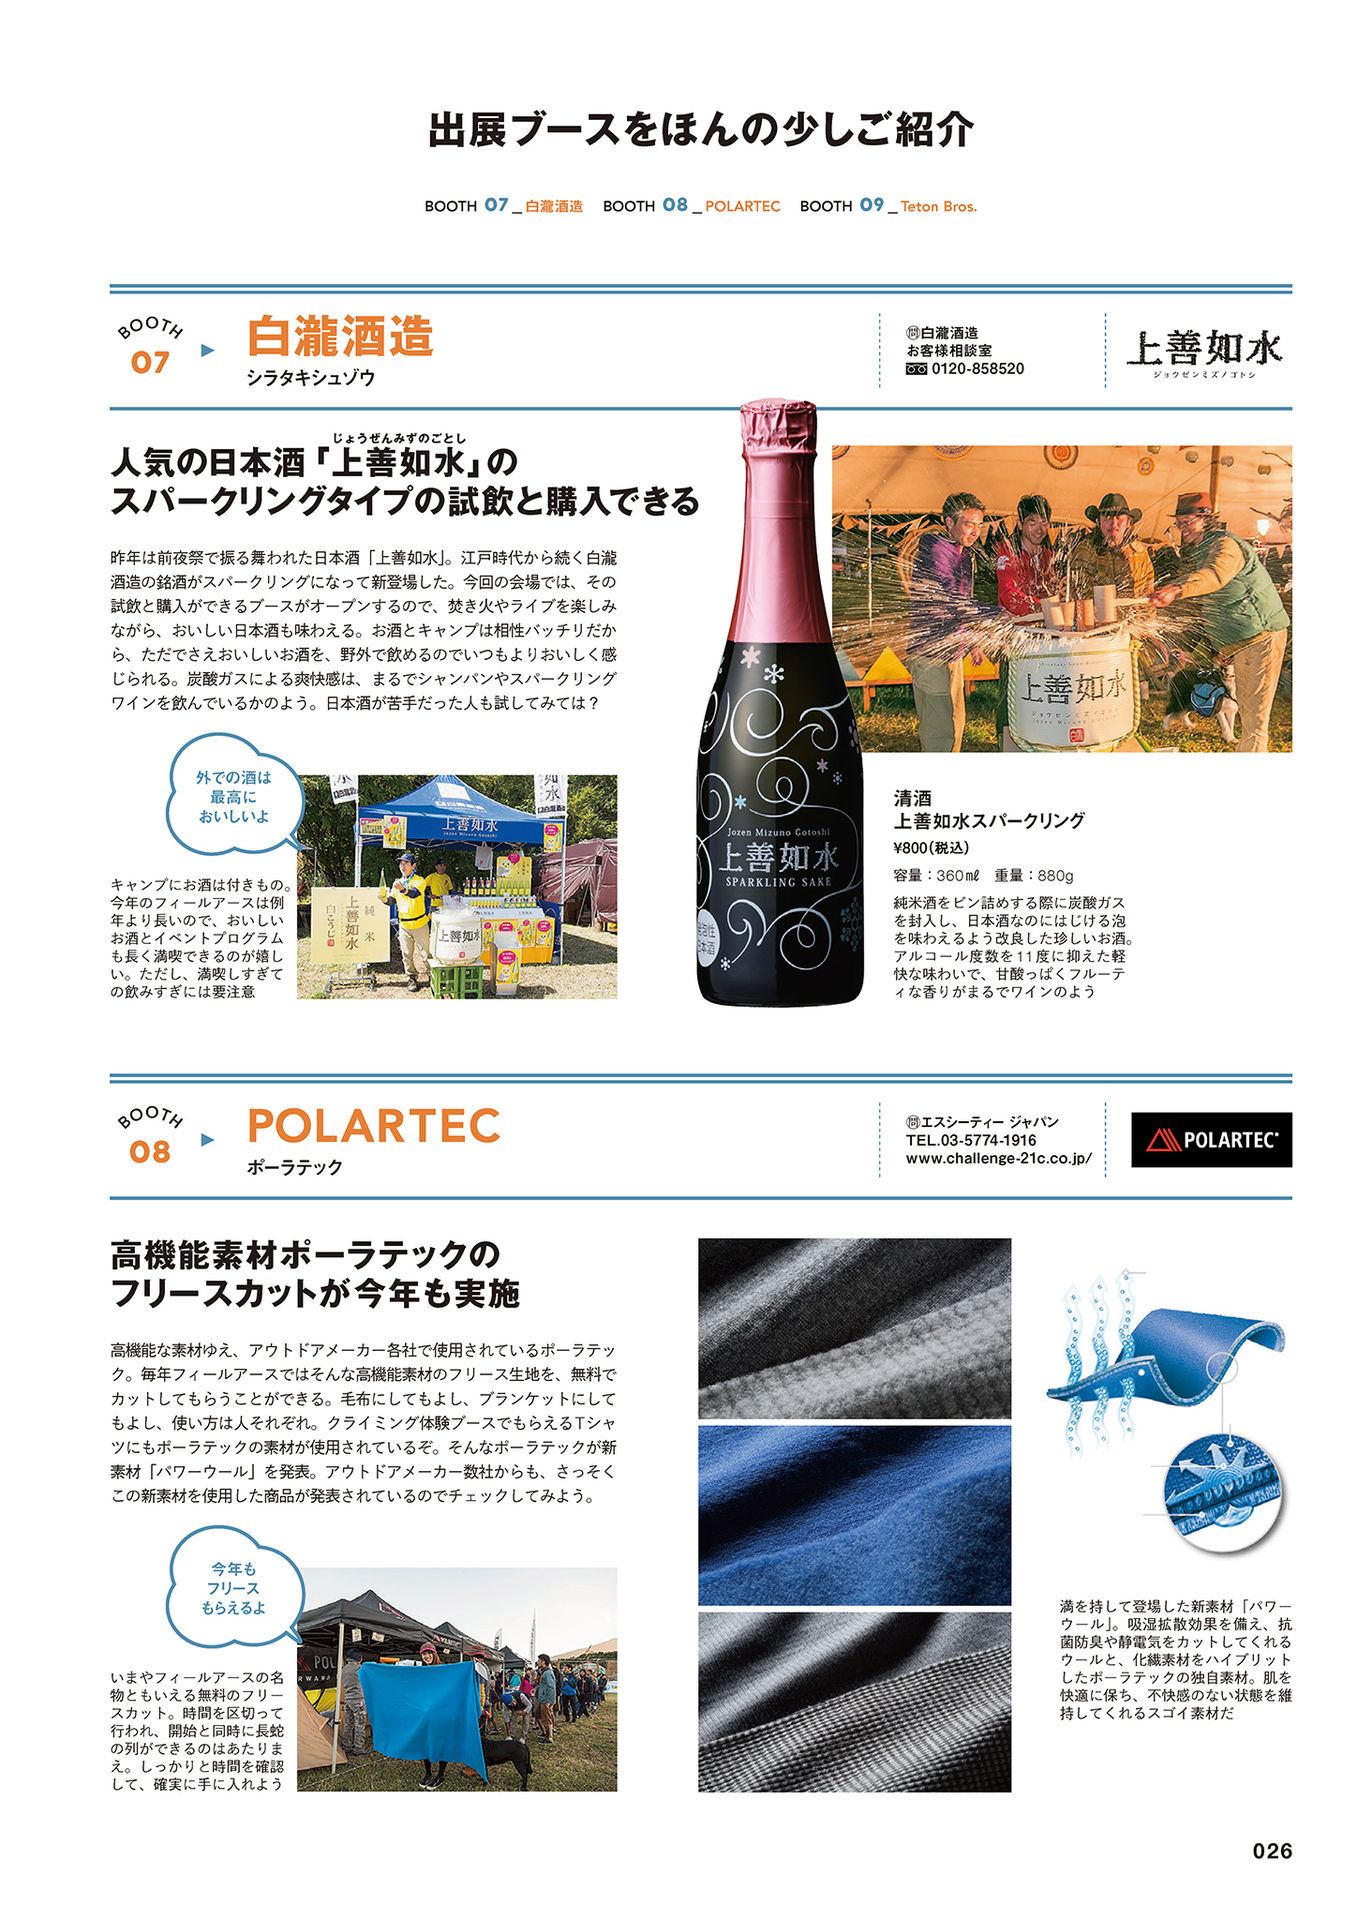 出展ブースをほんの少しご紹介
BOOTH 07_白瀧酒造 BOOTH 08_POLARTEC BOOTH 09_Teton Bros.
BOOTH
07
白瀧酒造
シラタキシュゾウ
㉄白瀧酒造
お客様相談室
0120-858520
上善如水
ジョウゼンミズノゴトシ
じょうぜんみずのごとし
人気の日本酒「上善如水」の
スパークリングタイプの試飲と購入できる
昨年は前夜祭で振る舞われた日本酒「上善如水」。江戸時代から続く白瀧
酒造の銘酒がスパークリングになって新登場した。今回の会場では、その
試飲と購入ができるブースがオープンするので、焚き火やライブを楽しみ
ながら、おいしい日本酒も味わえる。お酒とキャンプは相性バッチリだか
ら、ただでさえおいしいお酒を、野外で飲めるのでいつもよりおいしく感
じられる。炭酸ガスによる爽快感は、まるでシャンパンやスパークリング
ワインを飲んでいるかのよう。日本酒が苦手だった人も試してみては？
外での酒は
最高に
おいしいよ
キャンプにお酒は付きもの。
今年のフィールアースは例
年より長いので、おいしい
お酒とイベントプログラム
も長く満喫できるのが嬉し
い。ただし、満喫しすぎて
の飲みすぎには要注意
上善如水
Jozen Mizuno Gotoshi
純米
上善如水
白こうじ
上善如水
Jozen Mizuno Gotoshi
上善如水
SPARKLING SAKE
上善如水
ジョウゼンミズノゴトシ
清酒
上善如水スパークリング
¥800(税込)
容量：360㎖　重量：880g
純米酒をビン詰めする際に炭酸ガス
を封入し、日本酒なのにはじける泡
を味わえるよう改良した珍しいお酒。
アルコール度数を11度に抑えた軽
快な味わいで、甘酸っぱくフルーテ
ィな香りがまるでワインのよう
BOOTH
08
POLARTEC
ポーラテック
㉄エスシーティー ジャパン
TEL.03-5774-1916
www.challenge-21c.co.jp/
POLARTEC
高機能素材ポーラテックの
フリースカットが今年も実施
高機能な素材ゆえ、アウトドアメーカー各社で使用されているポーラテッ
ク。毎年フィールアースではそんな高機能素材のフリース生地を、無料で
カットしてもらうことができる。毛布にしてもよし、ブランケットにして
もよし、使い方は人それぞれ。クライミング体験ブースでもらえるTシャ
ツにもポーラテックの素材が使用されているぞ。そんなポーラテックが新
素材「パワーウール」を発表。アウトドアメーカー数社からも、さっそく
この新素材を使用した商品が発表されているのでチェックしてみよう。
今年も
フリース
もらえるよ
いまやフィールアースの名
物ともいえる無料のフリー
スカット。時間を区切って
行われ、開始と同時に長蛇
の列ができるのはあたりま
え。しっかりと時間を確認
して、確実に手に入れよう
満を持して登場した新素材「パワー
ウール」。吸湿拡散効果を備え、抗
菌防臭や静電気をカットしてくれる
ウールと、化繊素材をハイブリット
したポーラテックの独自素材。肌を
快適に保ち、不快感のない状態を維
持してくれるスゴイ素材だ
026